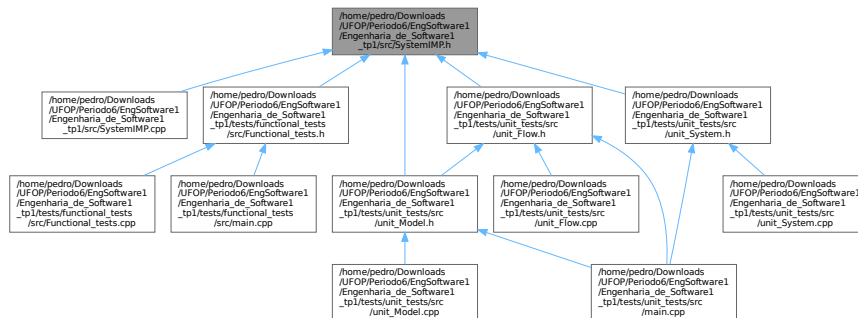 /home/pedro/Downloads
/UFOP/Periodo6/EngSoftware1
/Engenharia_de_Software1
_tp1/src/SystemIMP.h
/home/pedro/Downloads
/UFOP/Periodo6/EngSoftware1
/Engenharia_de_Software1
_tp1/src/SystemIMP.cpp
/home/pedro/Downloads
/UFOP/Periodo6/EngSoftware1
/Engenharia_de_Software1
_tp1/tests/functional_tests
/src/Functional_tests.h
/home/pedro/Downloads
/UFOP/Periodo6/EngSoftware1
/Engenharia_de_Software1
_tp1/tests/unit_tests/src
/unit_Flow.h
/home/pedro/Downloads
/UFOP/Periodo6/EngSoftware1
/Engenharia_de_Software1
_tp1/tests/unit_tests/src
/unit_System.h
/home/pedro/Downloads
/UFOP/Periodo6/EngSoftware1
/Engenharia_de_Software1
_tp1/tests/functional_tests
/src/Functional_tests.cpp
/home/pedro/Downloads
/UFOP/Periodo6/EngSoftware1
/Engenharia_de_Software1
_tp1/tests/functional_tests
/src/main.cpp
/home/pedro/Downloads
/UFOP/Periodo6/EngSoftware1
/Engenharia_de_Software1
_tp1/tests/unit_tests/src
/unit_Model.h
/home/pedro/Downloads
/UFOP/Periodo6/EngSoftware1
/Engenharia_de_Software1
_tp1/tests/unit_tests/src
/unit_Flow.cpp
/home/pedro/Downloads
/UFOP/Periodo6/EngSoftware1
/Engenharia_de_Software1
_tp1/tests/unit_tests/src
/unit_System.cpp
/home/pedro/Downloads
/UFOP/Periodo6/EngSoftware1
/Engenharia_de_Software1
_tp1/tests/unit_tests/src
/unit_Model.cpp
/home/pedro/Downloads
/UFOP/Periodo6/EngSoftware1
/Engenharia_de_Software1
_tp1/tests/unit_tests/src
/main.cpp